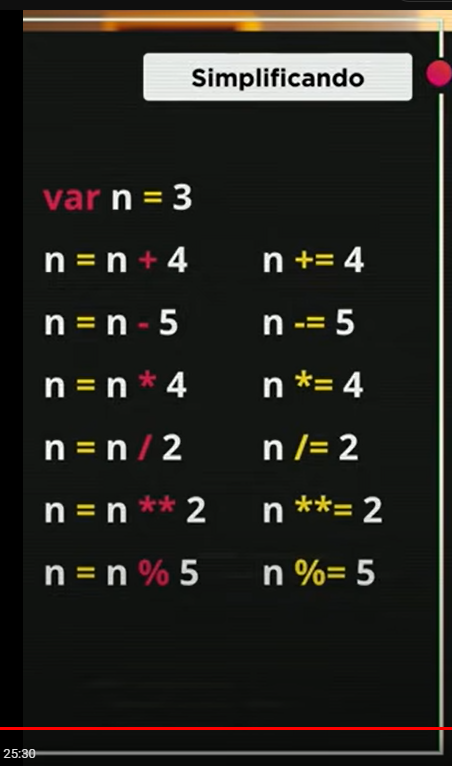 Simplificando
var n = 3
n = n + 4 n += 4
n = n - 5 n -= 5
n = n * 4 n *= 4
n = n / 2 n /= 2
n = n ** 2 n **= 2
n = n % 5 n %= 5
25:30